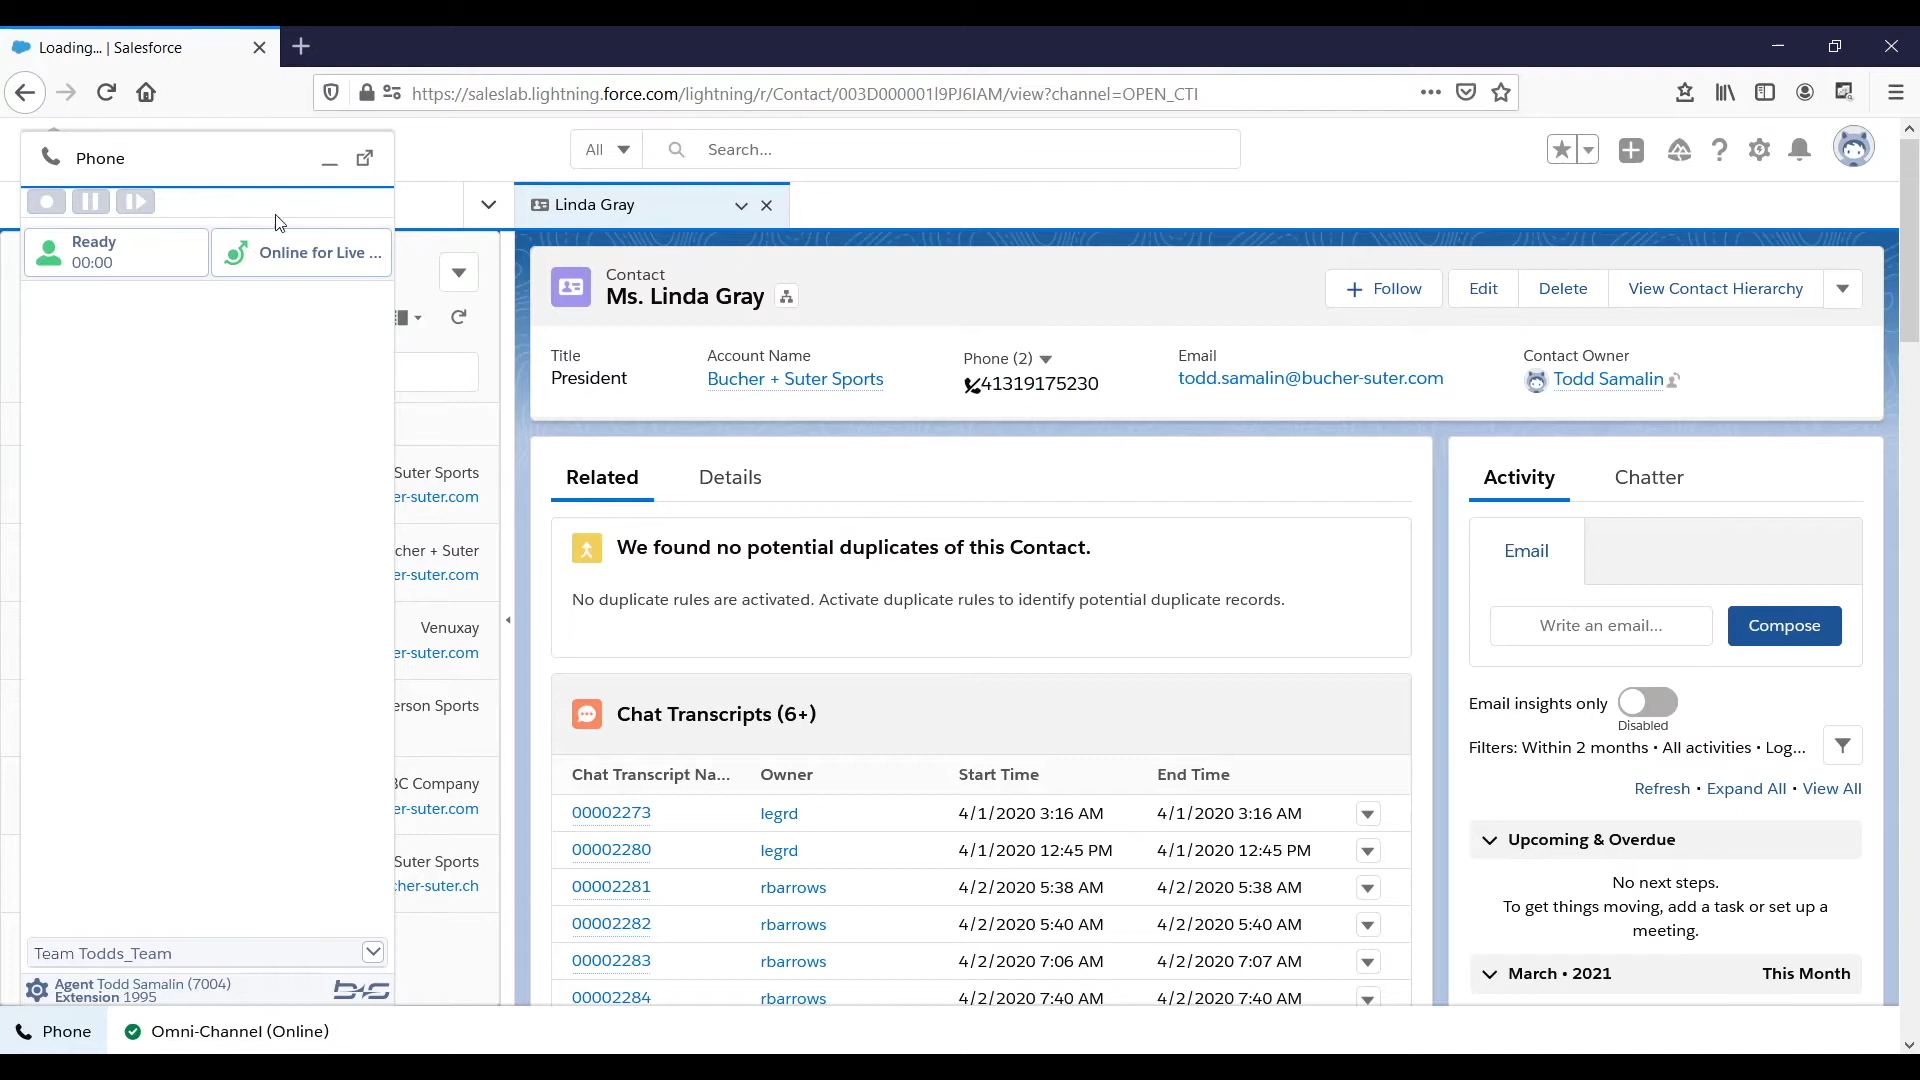 Loading... | Salesforce
https://saleslab.lightning.force.com/lightning/r/Contact/003D000001l9PJ6IAM/view?channel=OPEN_CTI
Phone
All
Search...
Linda Gray
Ready
00:00
Online for Live ...
Contact
Ms. Linda Gray
Follow
Edit
Delete
View Contact Hierarchy
Title
President
Account Name
Bucher + Suter Sports
Phone (2)
41319175230
Email
todd.samalin@bucher-suter.com
Contact Owner
Todd Samalin
Suter Sports
er-suter.com
cher + Suter
er-suter.com
Venuxay
er-suter.com
erson Sports
BC Company
er-suter.com
Suter Sports
cher-suter.ch
Related
Details
We found no potential duplicates of this Contact.
No duplicate rules are activated. Activate duplicate rules to identify potential duplicate records.
Chat Transcripts (6+)
Chat Transcript Na... Owner Start Time End Time
00002273 legrd 4/1/2020 3:16 AM 4/1/2020 3:16 AM
00002280 legrd 4/1/2020 12:45 PM 4/1/2020 12:45 PM
00002281 rbarrows 4/2/2020 5:38 AM 4/2/2020 5:38 AM
00002282 rbarrows 4/2/2020 5:40 AM 4/2/2020 5:40 AM
00002283 rbarrows 4/2/2020 7:06 AM 4/2/2020 7:07 AM
00002284 rbarrows 4/2/2020 7:40 AM 4/2/2020 7:40 AM
Activity
Chatter
Email
Write an email...
Compose
Email insights only
Disabled
Filters: Within 2 months • All activities • Log...
Refresh • Expand All • View All
Upcoming & Overdue
No next steps.
To get things moving, add a task or set up a
meeting.
March • 2021 This Month
Team Todds_Team
Agent Todd Samalin (7004)
Extension 1995
B+S
Phone
Omni-Channel (Online)